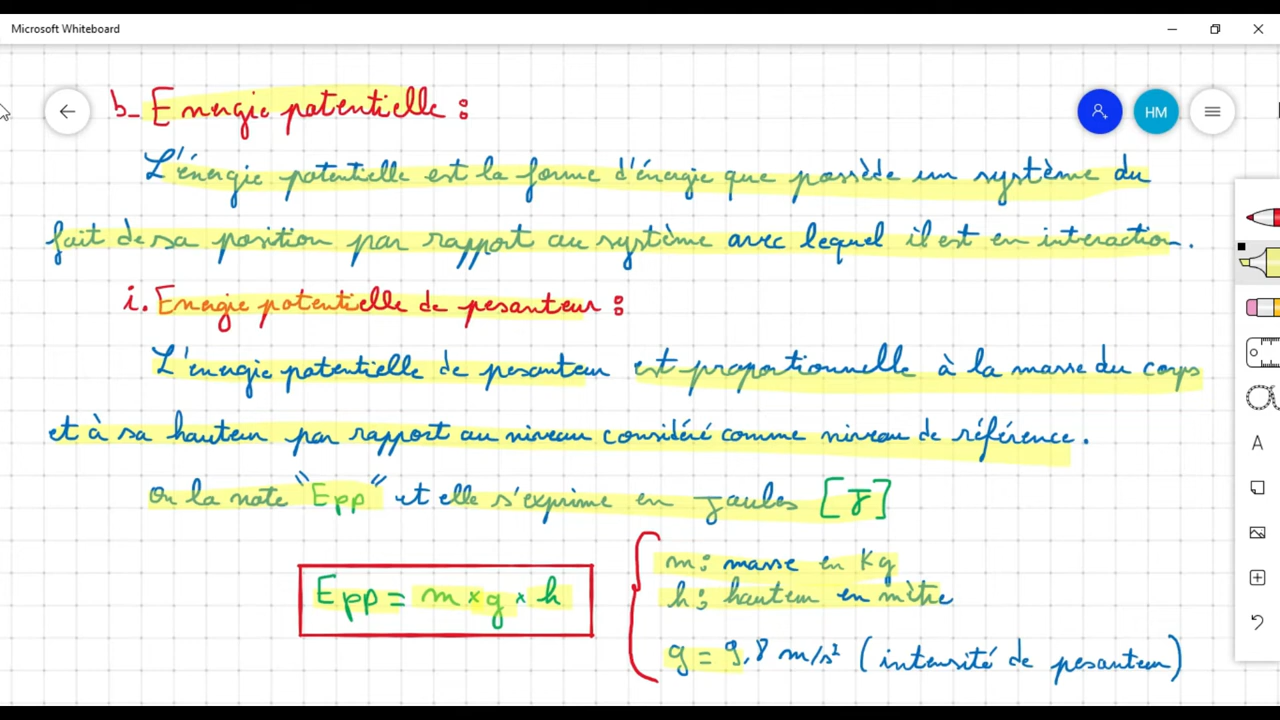 Microsoft Whiteboard
b- Energie potentielle :
HM
L'énergie potentielle est la forme d'énergie que possède un système du
fait de sa position par rapport au système avec lequel il est en interaction.
i. Energie potentielle de pesanteur :
L'énergie potentielle de pesanteur est proportionnelle à la masse du corps
et à sa hauteur par rapport au niveau considéré comme niveau de référence.
On la note "Epp" et elle s'exprime en Joules [J]
Epp = m × g × h
m : masse en Kg
h : hauteur en mètre
g = 9,8 m/s² (intensité de pesanteur)
A